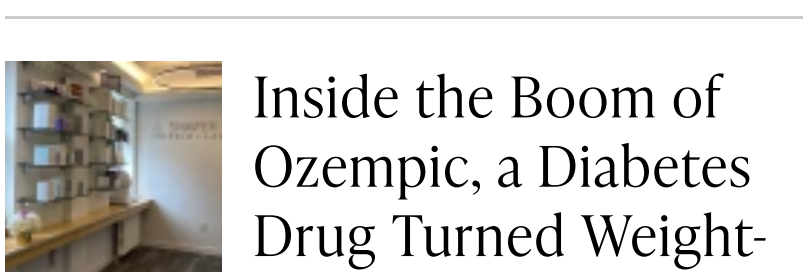 Inside the Boom of
Ozempic, a Diabetes
Drug Turned Weight-